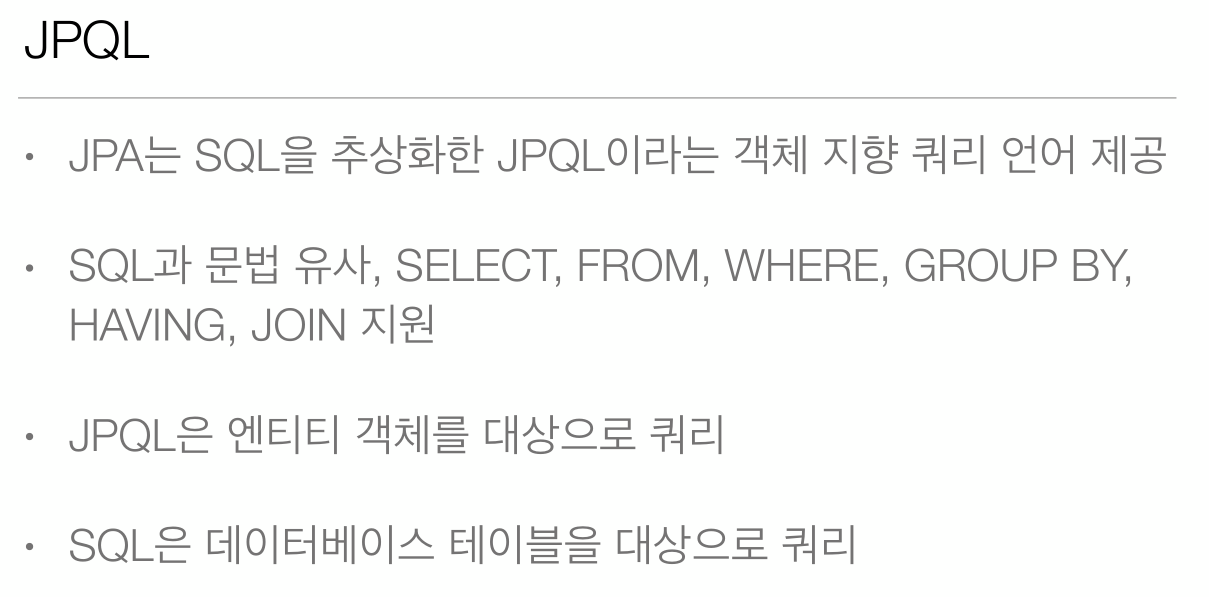 JPQL
• JPA는 SQL을 추상화한 JPQL이라는 객체 지향 쿼리 언어 제공
• SQL과 문법 유사, SELECT, FROM, WHERE, GROUP BY,
HAVING, JOIN 지원
• JPQL은 엔티티 객체를 대상으로 쿼리
• SQL은 데이터베이스 테이블을 대상으로 쿼리